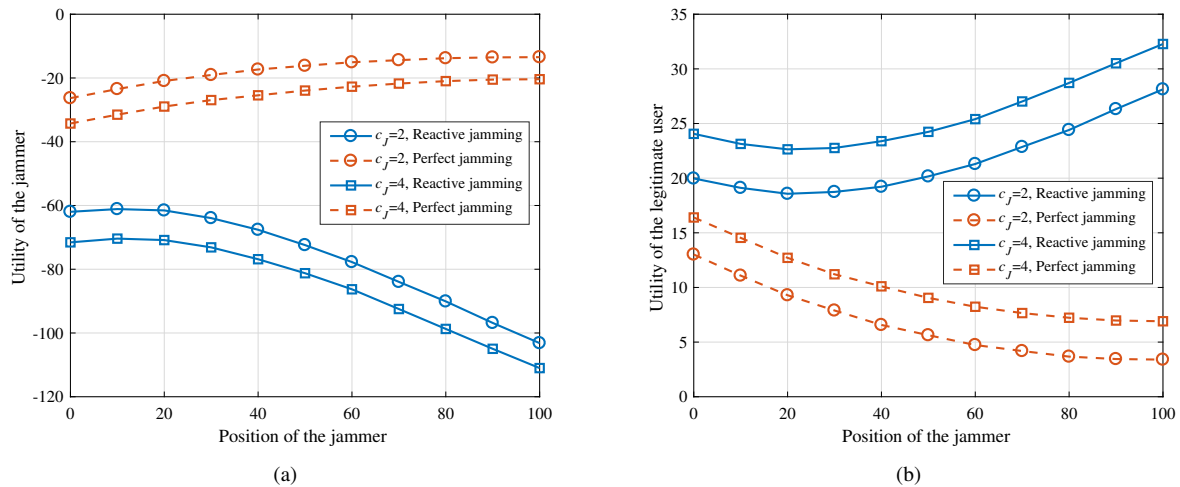 0
-20
-40
-60
-80
-100
-120
0
20
40
60
80
100
Utility of the jammer
Position of the jammer
c_J=2, Reactive jamming
c_J=2, Perfect jamming
c_J=4, Reactive jamming
c_J=4, Perfect jamming
(a)
35
30
25
20
15
10
5
0
0
20
40
60
80
100
Utility of the legitimate user
Position of the jammer
c_J=2, Reactive jamming
c_J=2, Perfect jamming
c_J=4, Reactive jamming
c_J=4, Perfect jamming
(b)